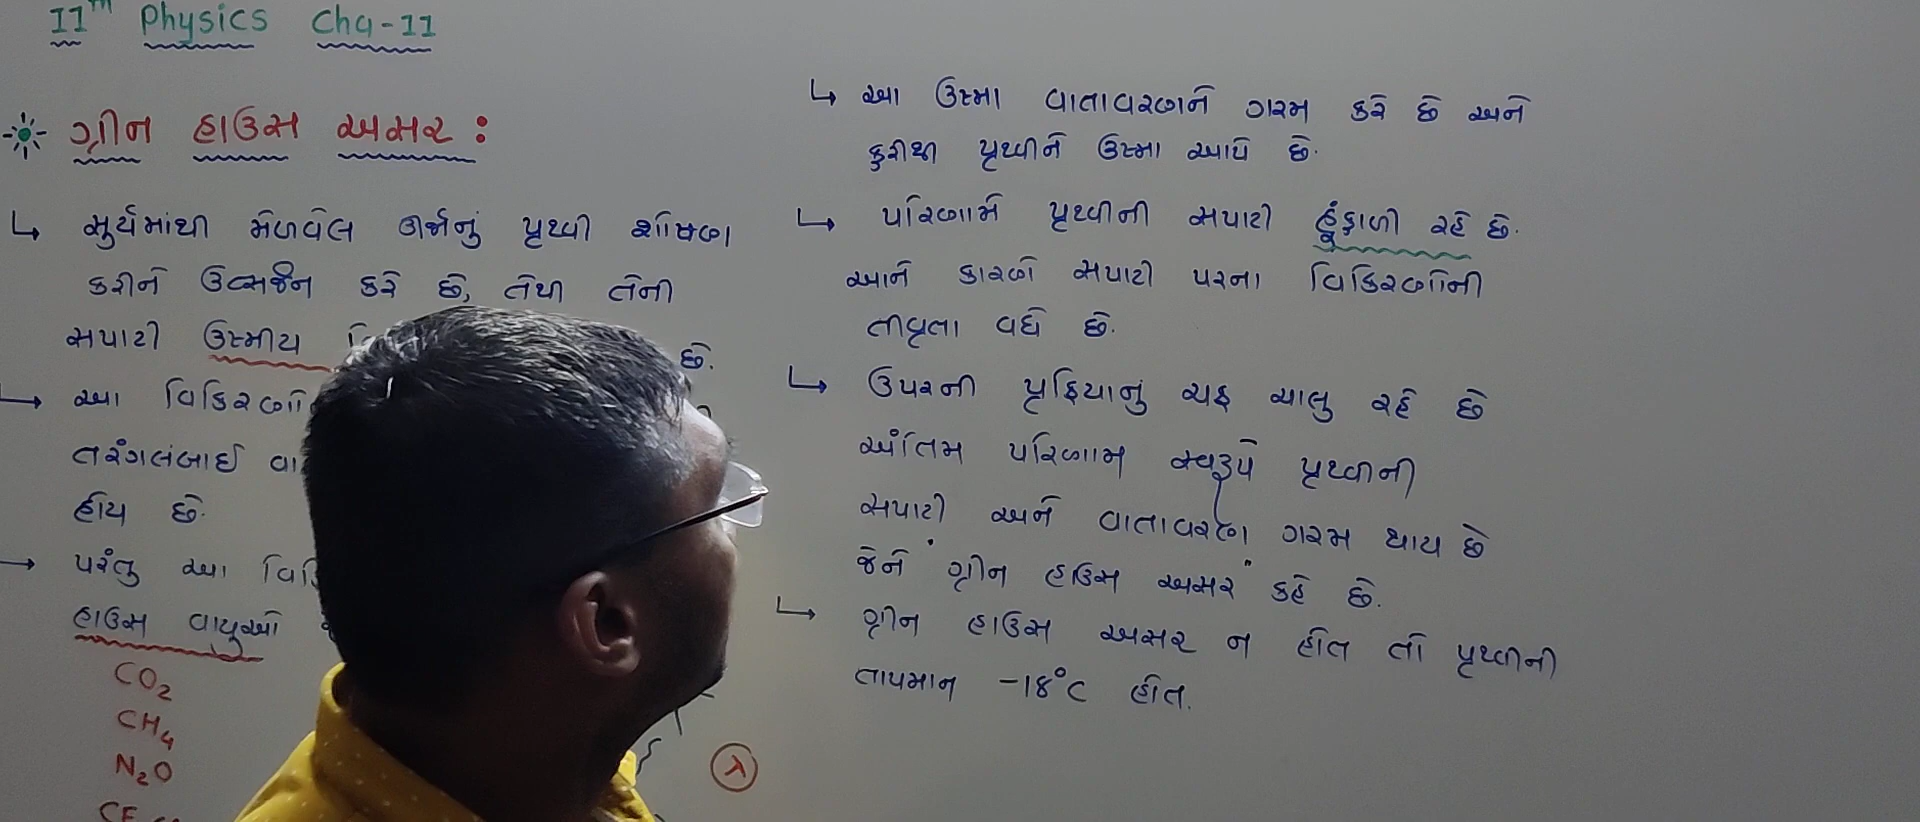 11th Physics Cha-11
ગ્રીન હાઉસ અસર :
↳ સુર્યમાંથી મેળવેલ ઊર્જાનું પૃથ્વી શોષણ
કરીને ઉત્સર્જન કરે છે, તેથી તેની
સપાટી ઉષ્મીય છે.
→ આ વિકિરણો
તરંગલંબાઈ
હોય છે.
→ પરંતુ આ
હાઉસ વાયુઓ
CO2
CH4
N2O
λ
↳ આ ઉષ્મા વાતાવરણને ગરમ કરે છે અને
ફરીથી પૃથ્વીને ઉષ્મા આપે છે.
↳ પરિણામે પૃથ્વીની સપાટી હૂંફાળી રહે છે.
આને કારણે સપાટી પરના વિકિરણોની
તીવ્રતા વધે છે.
↳ ઉપરની પ્રક્રિયાનું ચક્ર ચાલુ રહે છે
અંતિમ પરિણામ સ્વરૂપે પૃથ્વીની
સપાટી અને વાતાવરણ ગરમ થાય છે
જેને "ગ્રીન હાઉસ અસર" કહે છે.
↳ ગ્રીન હાઉસ અસર ન હોત તો પૃથ્વીની
તાપમાન -18°C હોત.